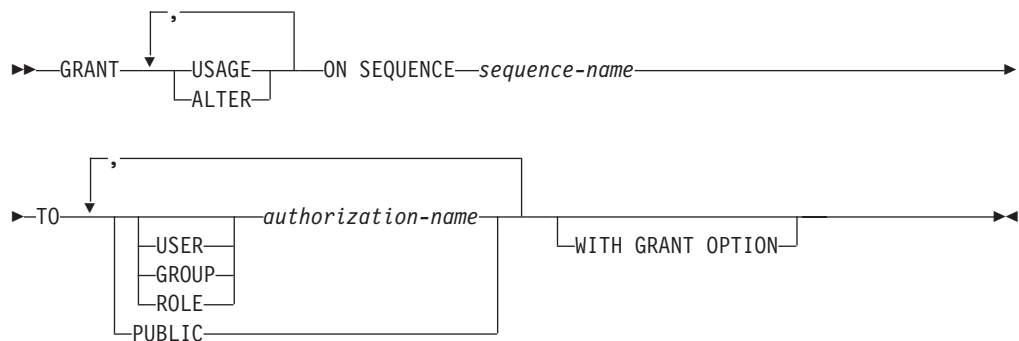 ,
GRANT USAGE ON SEQUENCE sequence-name
ALTER
,
TO authorization-name
USER WITH GRANT OPTION
GROUP
ROLE
PUBLIC